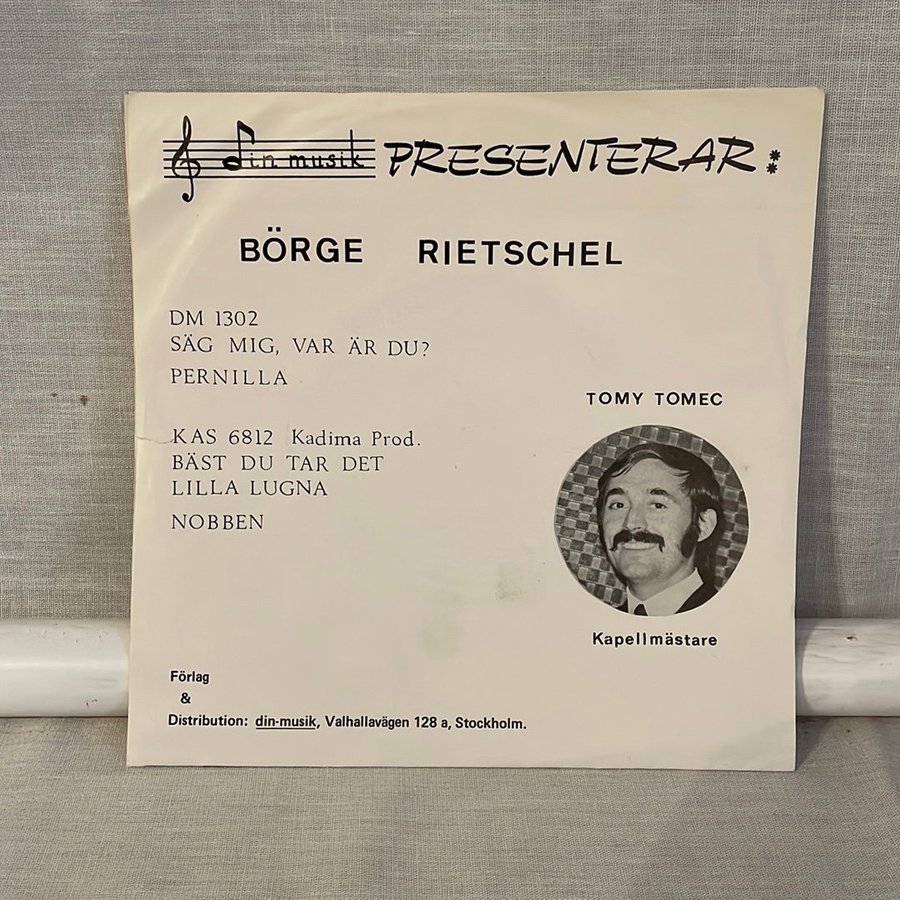 din musik PRESENTERAR:
BÖRGE RIETSCHEL
DM 1302
SÄG MIG, VAR ÄR DU?
PERNILLA
KAS 6812 Kadima Prod.
BÄST DU TAR DET
LILLA LUGNA
NOBBEN
TOMY TOMEC
Kapellmästare
Förlag
&
Distribution: din-musik, Valhallavägen 128 a, Stockholm.